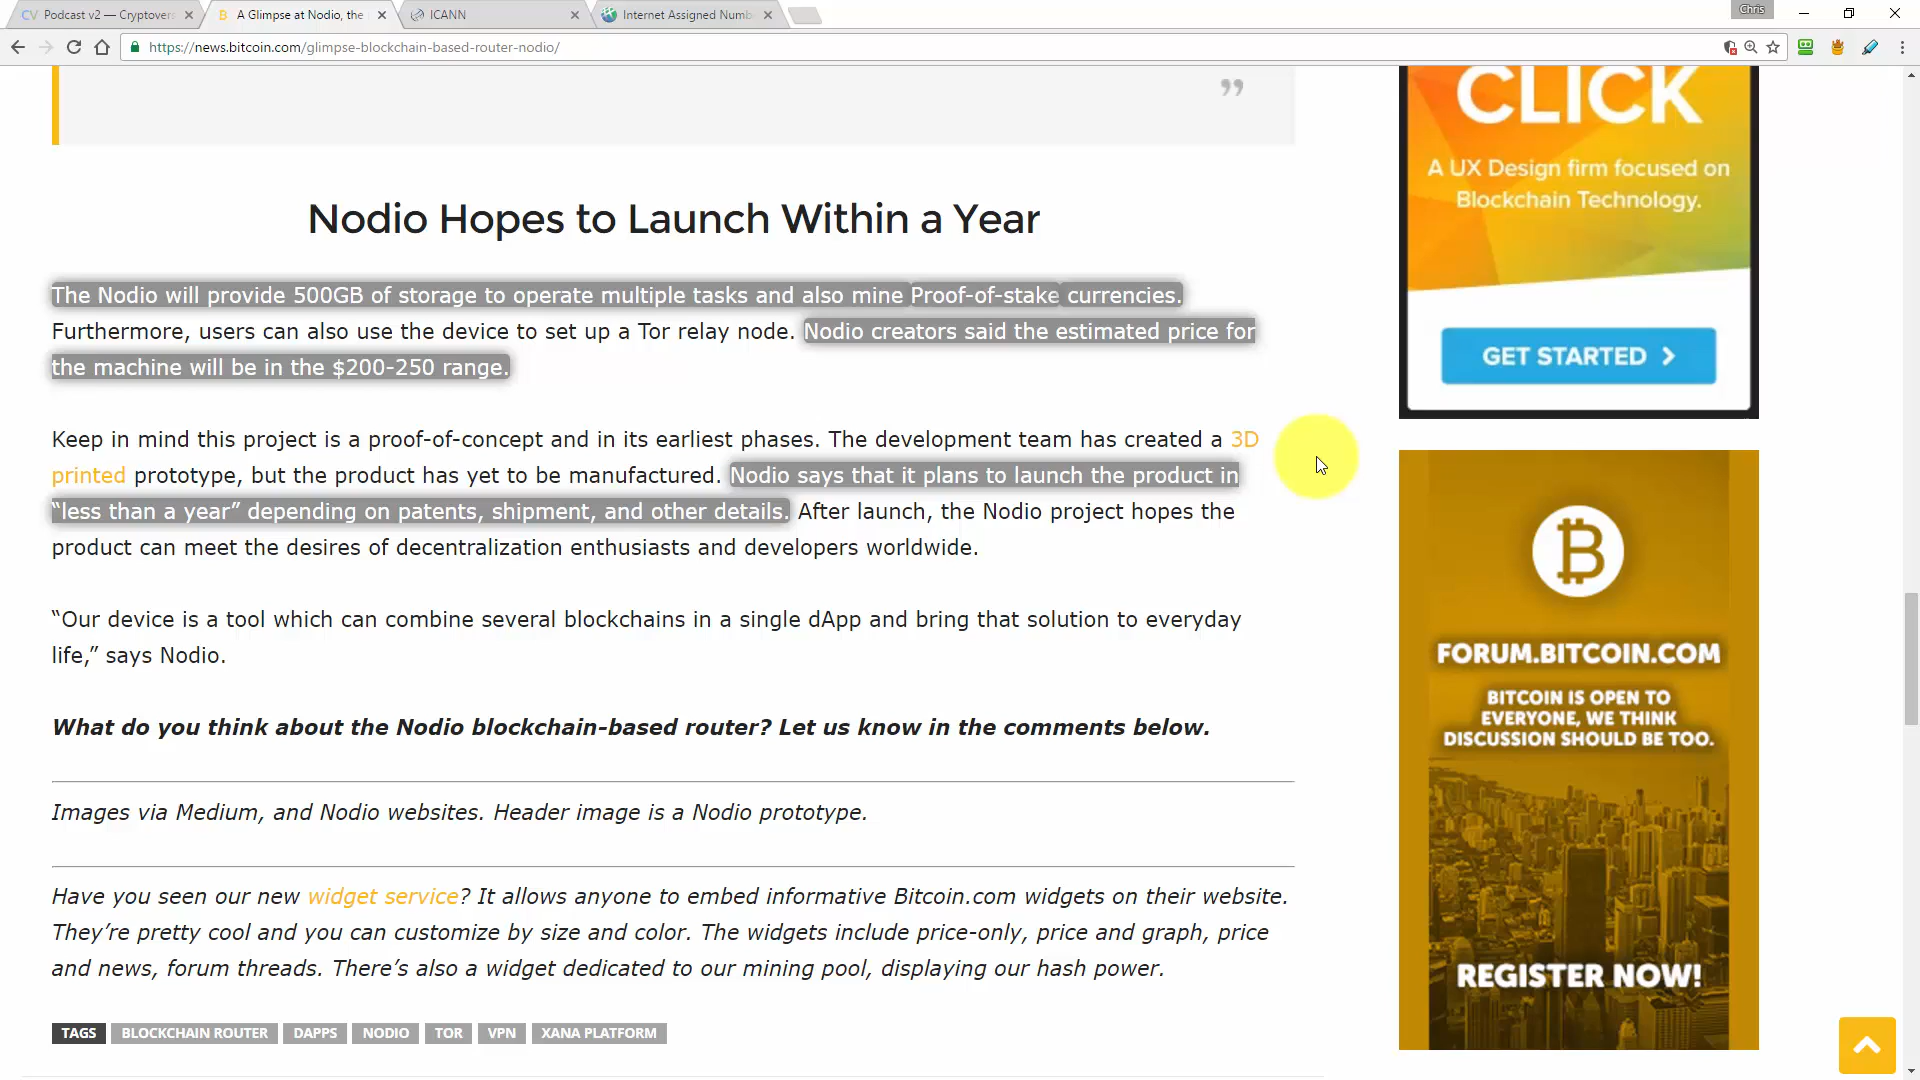 CV Podcast v2 — Cryptovers
A Glimpse at Nodio, the
ICANN
Internet Assigned Numb
Chris
https://news.bitcoin.com/glimpse-blockchain-based-router-nodio/
”
Nodio Hopes to Launch Within a Year
The Nodio will provide 500GB of storage to operate multiple tasks and also mine Proof-of-stake currencies.
Furthermore, users can also use the device to set up a Tor relay node. Nodio creators said the estimated price for
the machine will be in the $200-250 range.
Keep in mind this project is a proof-of-concept and in its earliest phases. The development team has created a 3D
printed prototype, but the product has yet to be manufactured. Nodio says that it plans to launch the product in
“less than a year” depending on patents, shipment, and other details. After launch, the Nodio project hopes the
product can meet the desires of decentralization enthusiasts and developers worldwide.
“Our device is a tool which can combine several blockchains in a single dApp and bring that solution to everyday
life,” says Nodio.
What do you think about the Nodio blockchain-based router? Let us know in the comments below.
Images via Medium, and Nodio websites. Header image is a Nodio prototype.
Have you seen our new widget service? It allows anyone to embed informative Bitcoin.com widgets on their website.
They’re pretty cool and you can customize by size and color. The widgets include price-only, price and graph, price
and news, forum threads. There’s also a widget dedicated to our mining pool, displaying our hash power.
TAGS BLOCKCHAIN ROUTER DAPPS NODIO TOR VPN XANA PLATFORM
CLICK
A UX Design firm focused on
Blockchain Technology.
GET STARTED
FORUM.BITCOIN.COM
BITCOIN IS OPEN TO
EVERYONE, WE THINK
DISCUSSION SHOULD BE TOO.
REGISTER NOW!